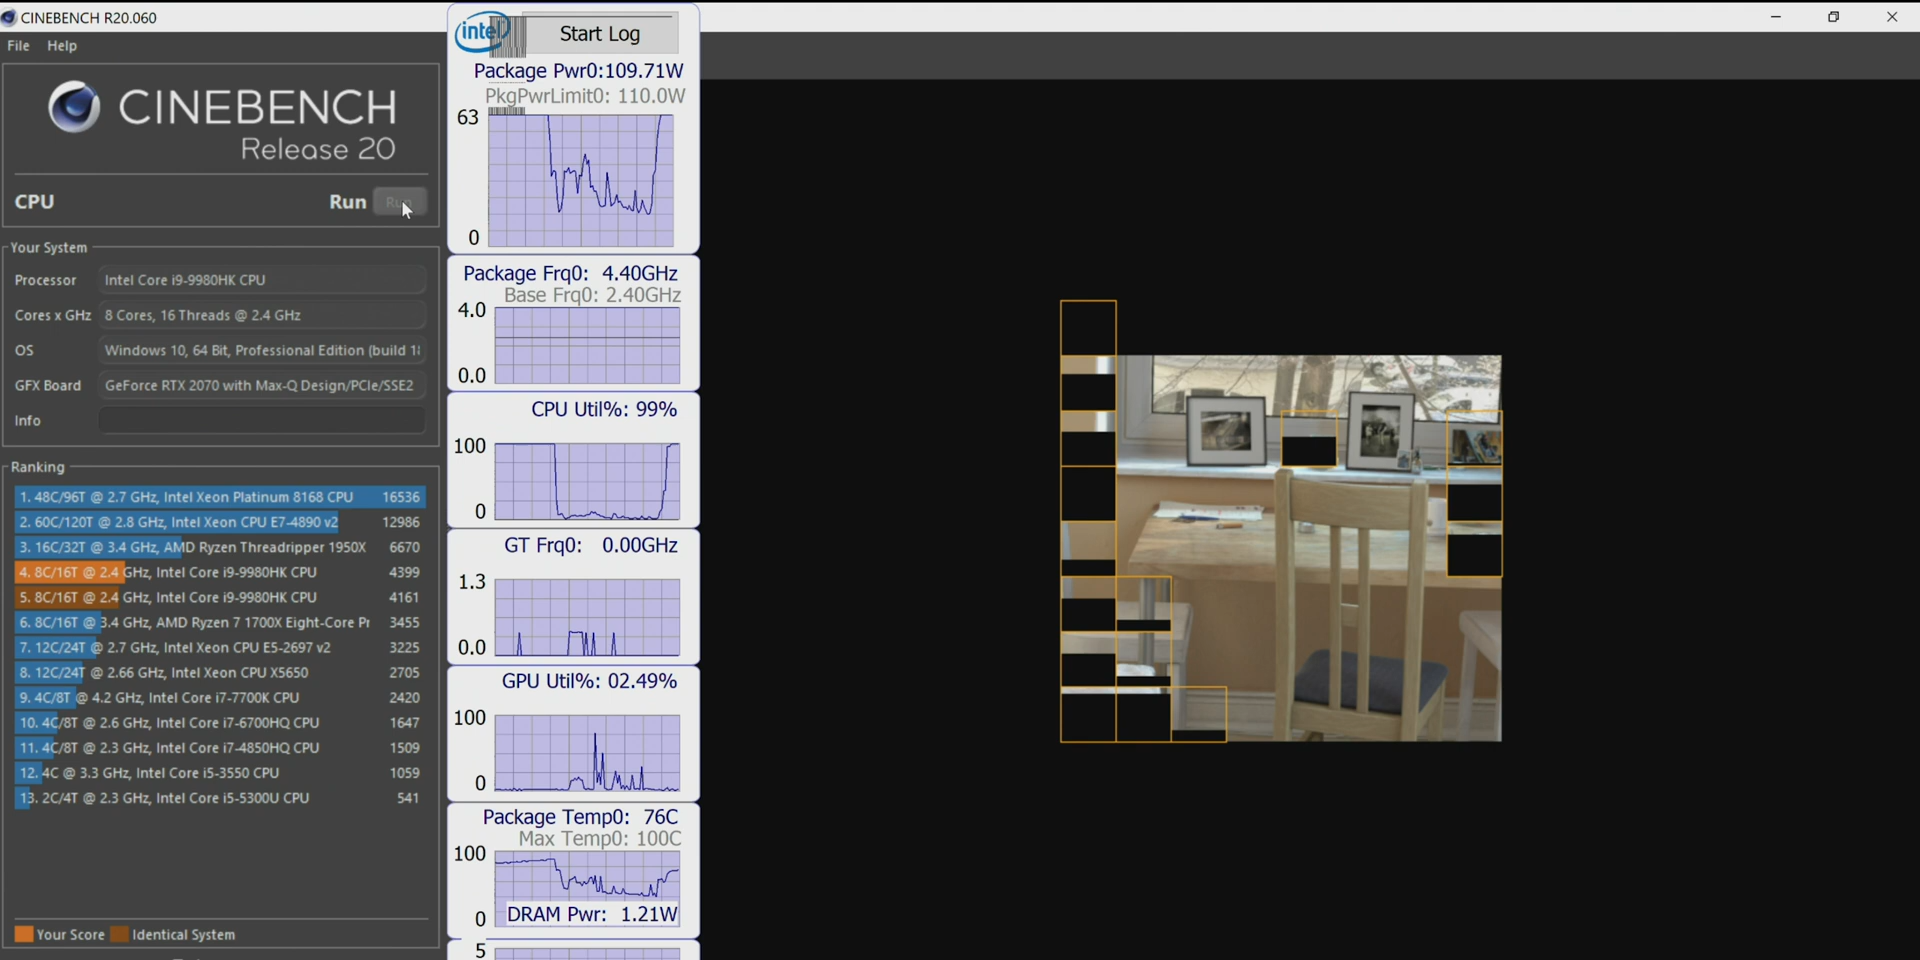 CINEBENCH R20.060
File Help
CINEBENCH
Release 20
CPU Run
Your System
Processor Intel Core i9-9980HK CPU
Cores x GHz 8 Cores, 16 Threads @ 2.4 GHz
OS Windows 10, 64 Bit, Professional Edition (build 18
GFX Board GeForce RTX 2070 with Max-Q Design/PCIe/SSE2
Info
Ranking
1. 48C/96T @ 2.7 GHz, Intel Xeon Platinum 8168 CPU 16536
2. 60C/120T @ 2.8 GHz, Intel Xeon CPU E7-4890 v2 12986
3. 16C/32T @ 3.4 GHz, AMD Ryzen Threadripper 1950X 6670
4. 8C/16T @ 2.4 GHz, Intel Core i9-9980HK CPU 4399
5. 8C/16T @ 2.4 GHz, Intel Core i9-9980HK CPU 4161
6. 8C/16T @ 3.4 GHz, AMD Ryzen 7 1700X Eight-Core Pr 3455
7. 12C/24T @ 2.7 GHz, Intel Xeon CPU E5-2697 v2 3225
8. 12C/24T @ 2.66 GHz, Intel Xeon CPU X5650 2705
9. 4C/8T @ 4.2 GHz, Intel Core i7-7700K CPU 2420
10. 4C/8T @ 2.6 GHz, Intel Core i7-6700HQ CPU 1647
11. 4C/8T @ 2.3 GHz, Intel Core i7-4850HQ CPU 1509
12. 4C @ 3.3 GHz, Intel Core i5-3550 CPU 1059
13. 2C/4T @ 2.3 GHz, Intel Core i5-5300U CPU 541
Your Score Identical System
intel Start Log
Package Pwr0:109.71W
PkgPwrLimit0: 110.0W
63
0
Package Frq0: 4.40GHz
Base Frq0: 2.40GHz
4.0
0.0
CPU Util%: 99%
100
0
GT Frq0: 0.00GHz
1.3
0.0
GPU Util%: 02.49%
100
0
Package Temp0: 76C
Max Temp0: 100C
100
0
DRAM Pwr: 1.21W
5